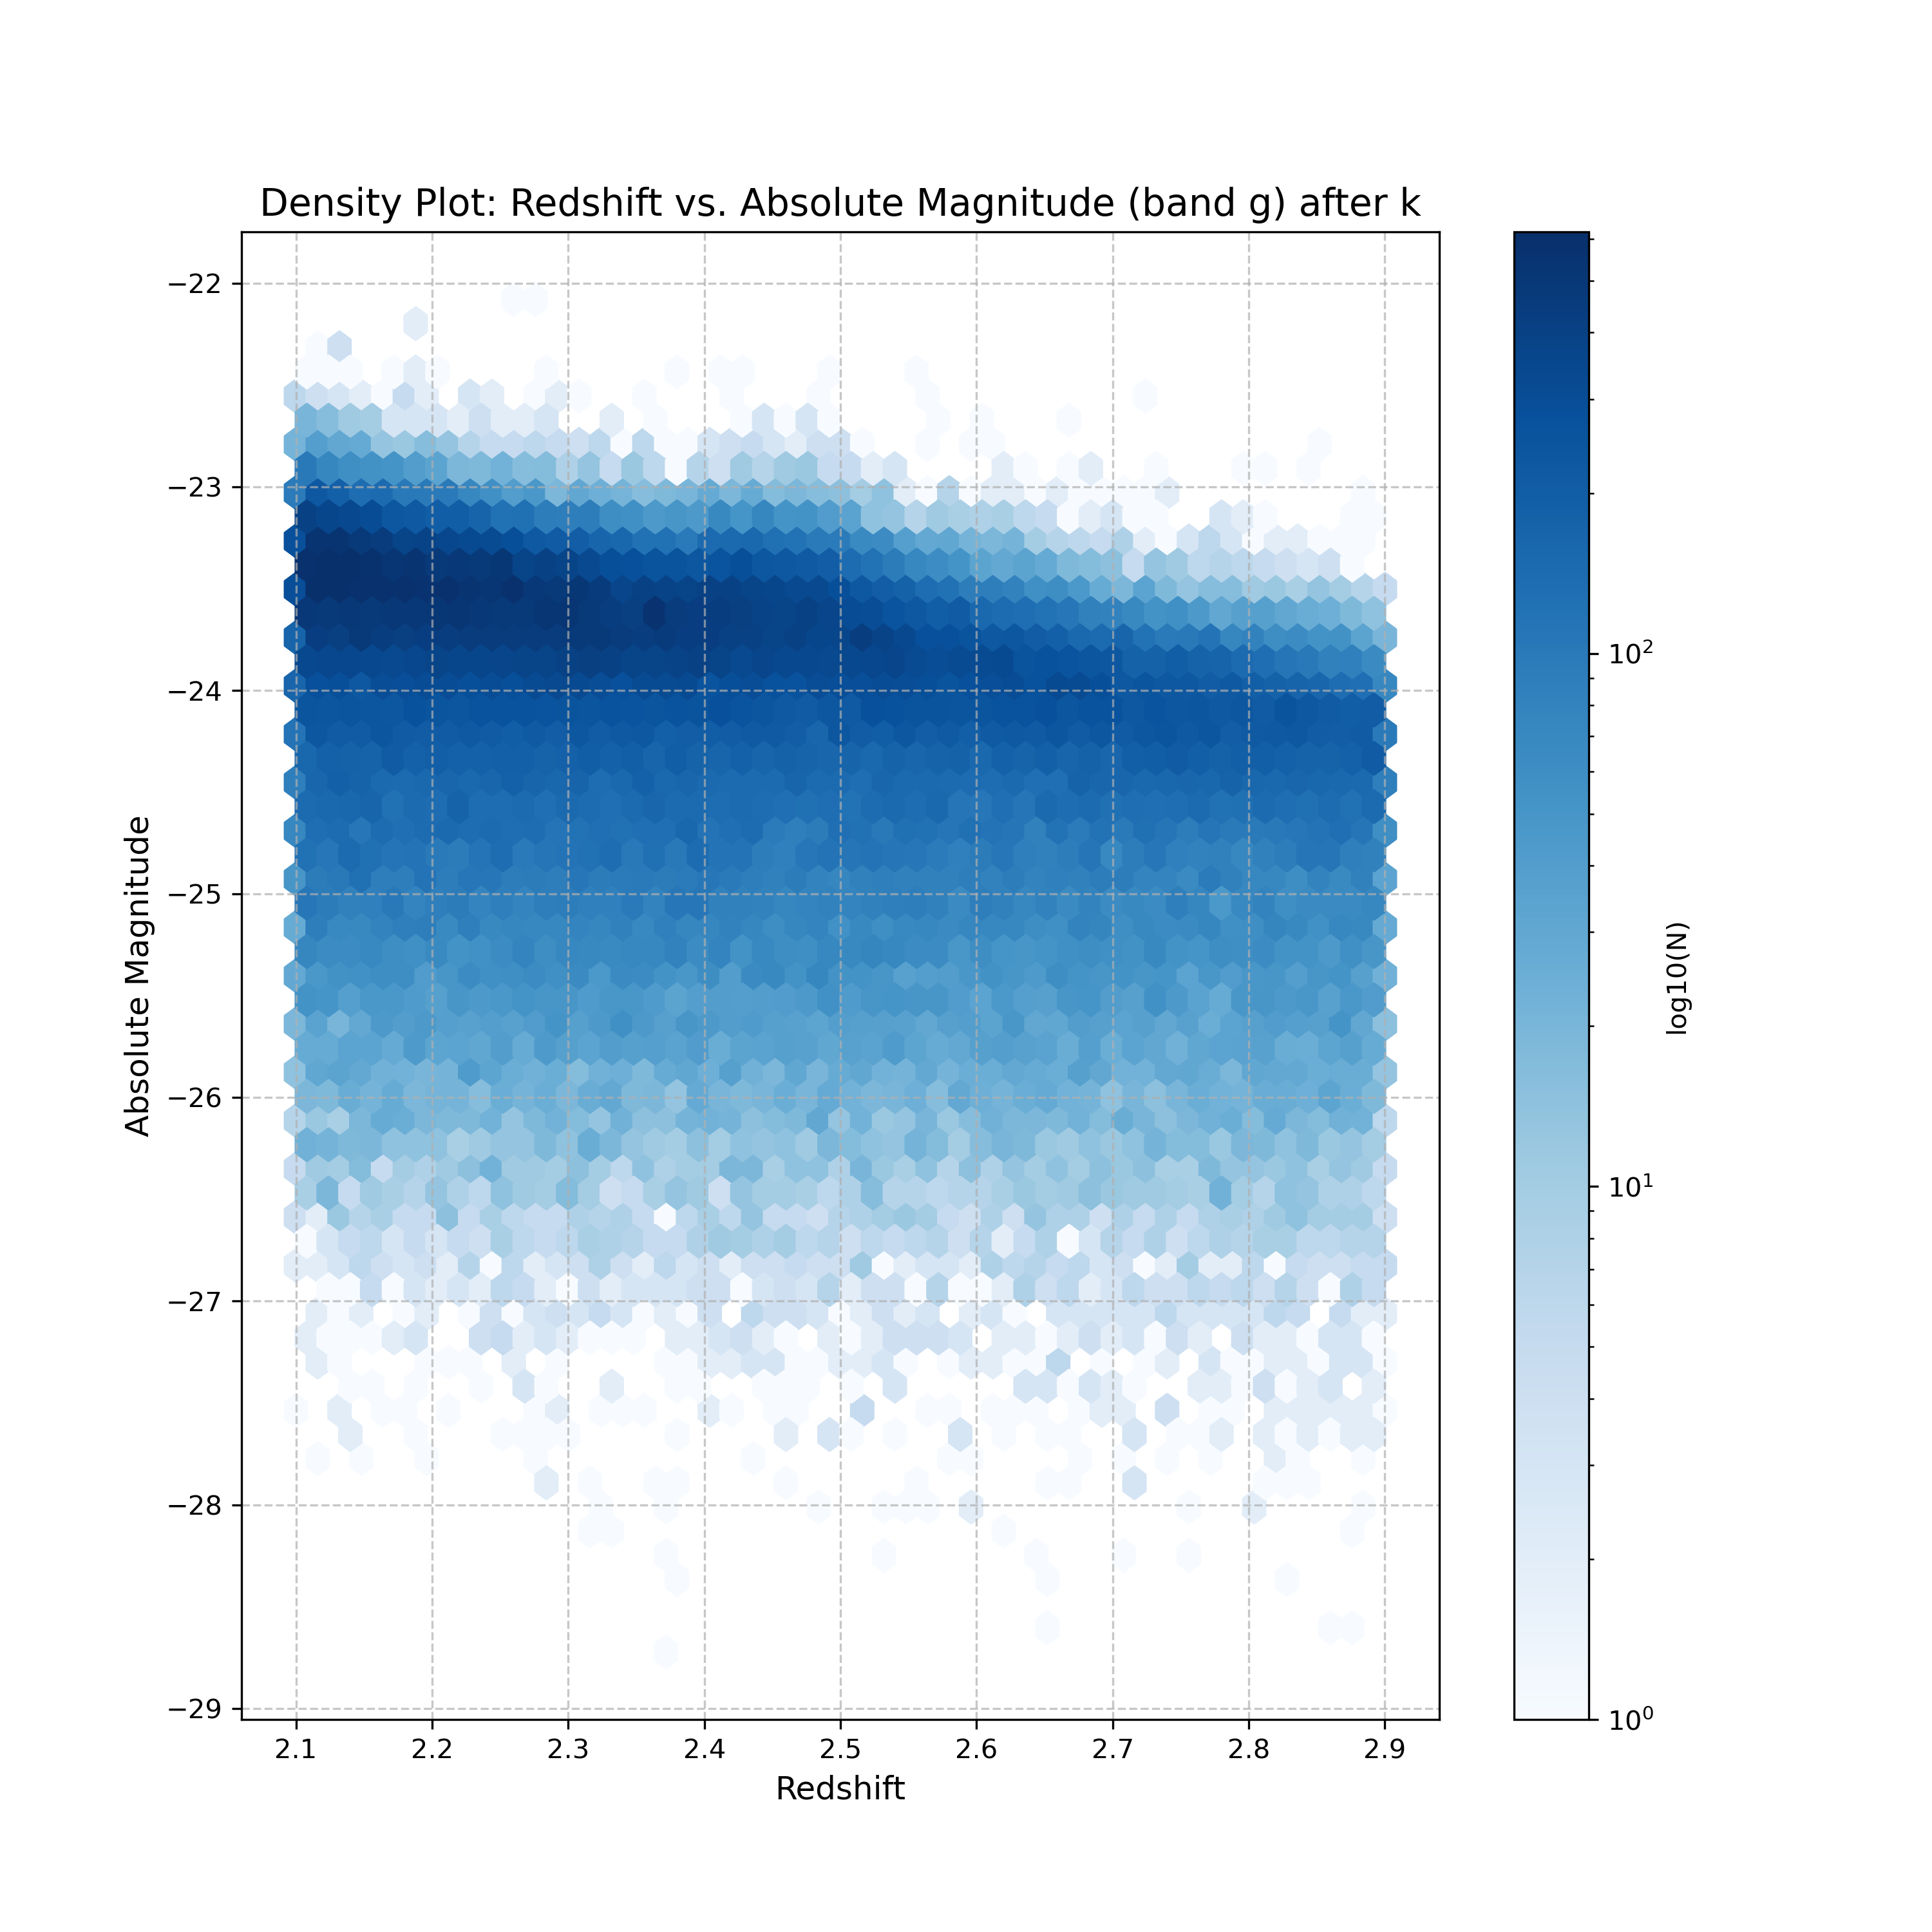 Density Plot: Redshift vs. Absolute Magnitude (band g) after k
−22
−23
−24
−25
−26
−27
−28
−29
Absolute Magnitude
2.1 2.2 2.3 2.4 2.5 2.6 2.7 2.8 2.9
Redshift
10²
10¹
10⁰
log10(N)